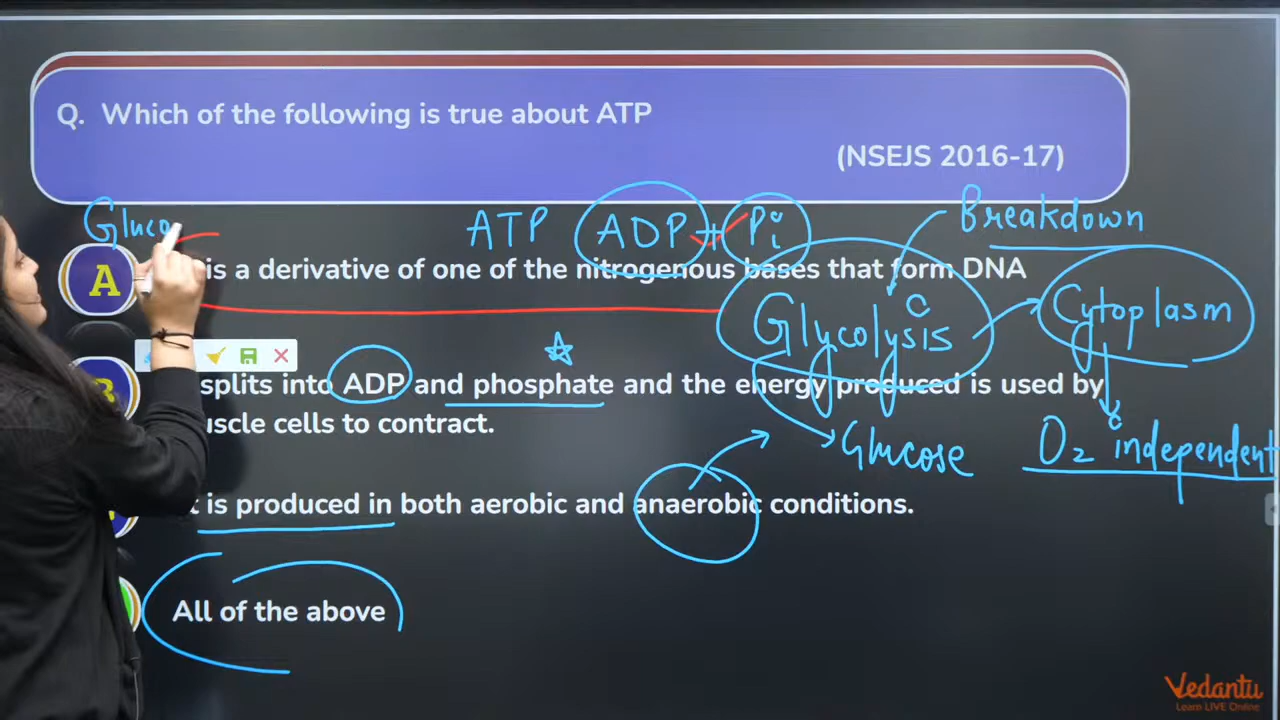 Q. Which of the following is true about ATP
(NSEJS 2016-17)
Gluco
ATP ADP + Pi
Breakdown
A is a derivative of one of the nitrogenous bases that form DNA
Glycolysis
Cytoplasm
splits into ADP and phosphate and the energy produced is used by
cells to contract.
Glucose
O2 independent
is produced in both aerobic and anaerobic conditions.
All of the above
Vedantu
Learn LIVE Online